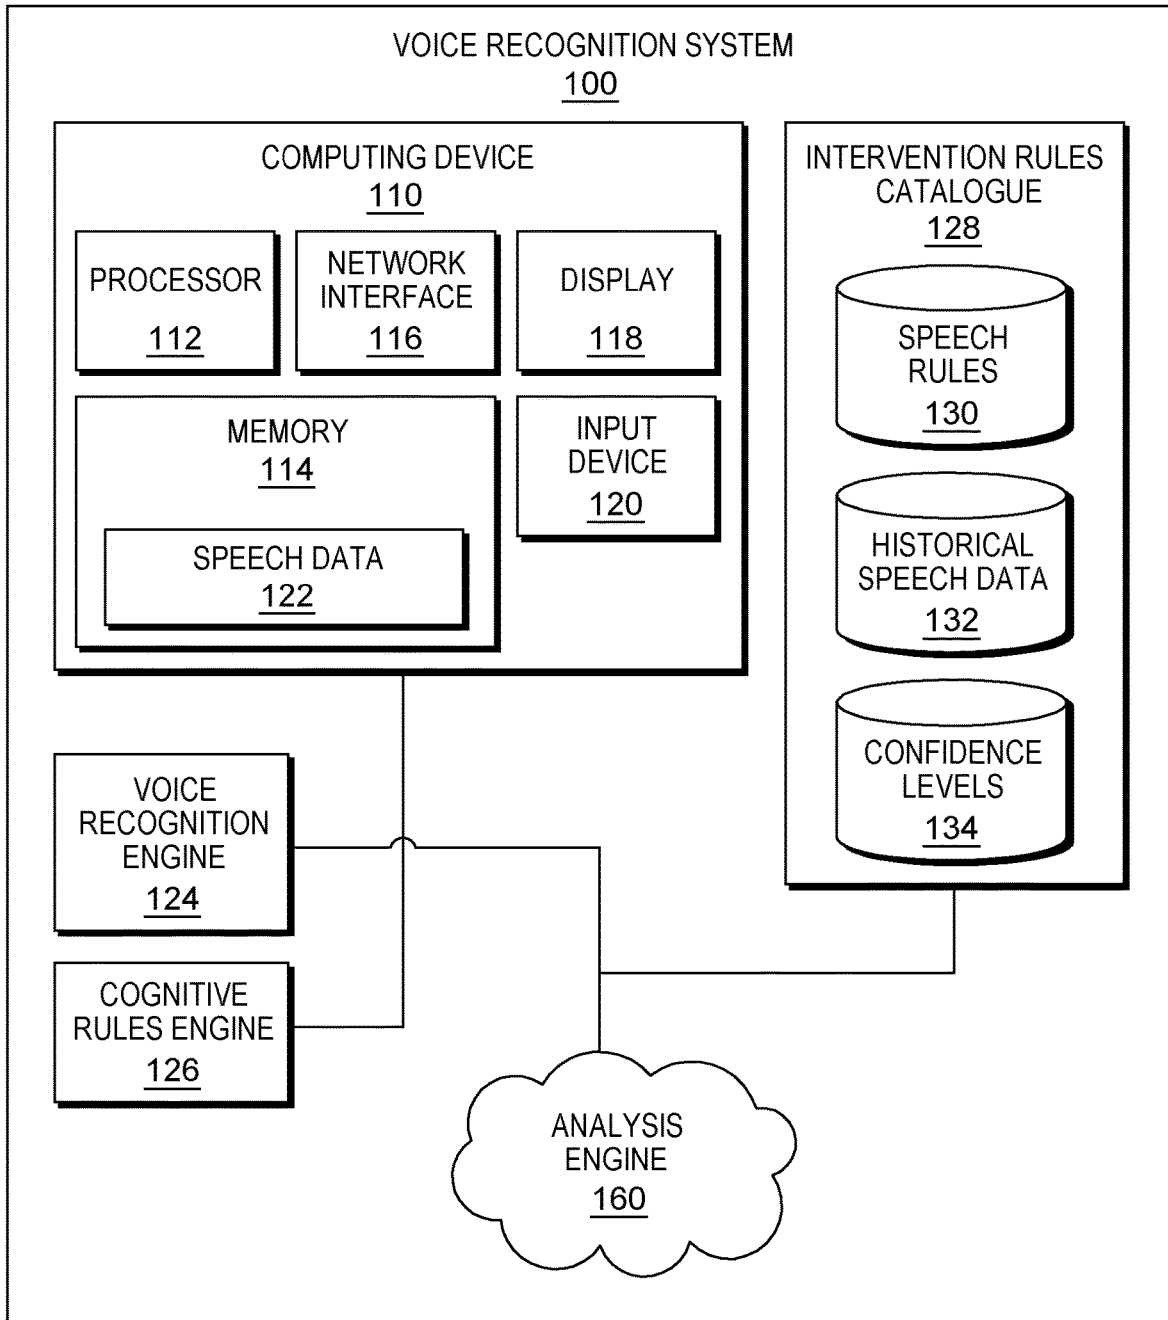 VOICE RECOGNITION SYSTEM
100
COMPUTING DEVICE
110
PROCESSOR
112
NETWORK
INTERFACE
116
DISPLAY
118
MEMORY
114
SPEECH DATA
122
INPUT
DEVICE
120
INTERVENTION RULES
CATALOGUE
128
SPEECH
RULES
130
HISTORICAL
SPEECH DATA
132
CONFIDENCE
LEVELS
134
VOICE
RECOGNITION
ENGINE
124
COGNITIVE
RULES ENGINE
126
ANALYSIS
ENGINE
160